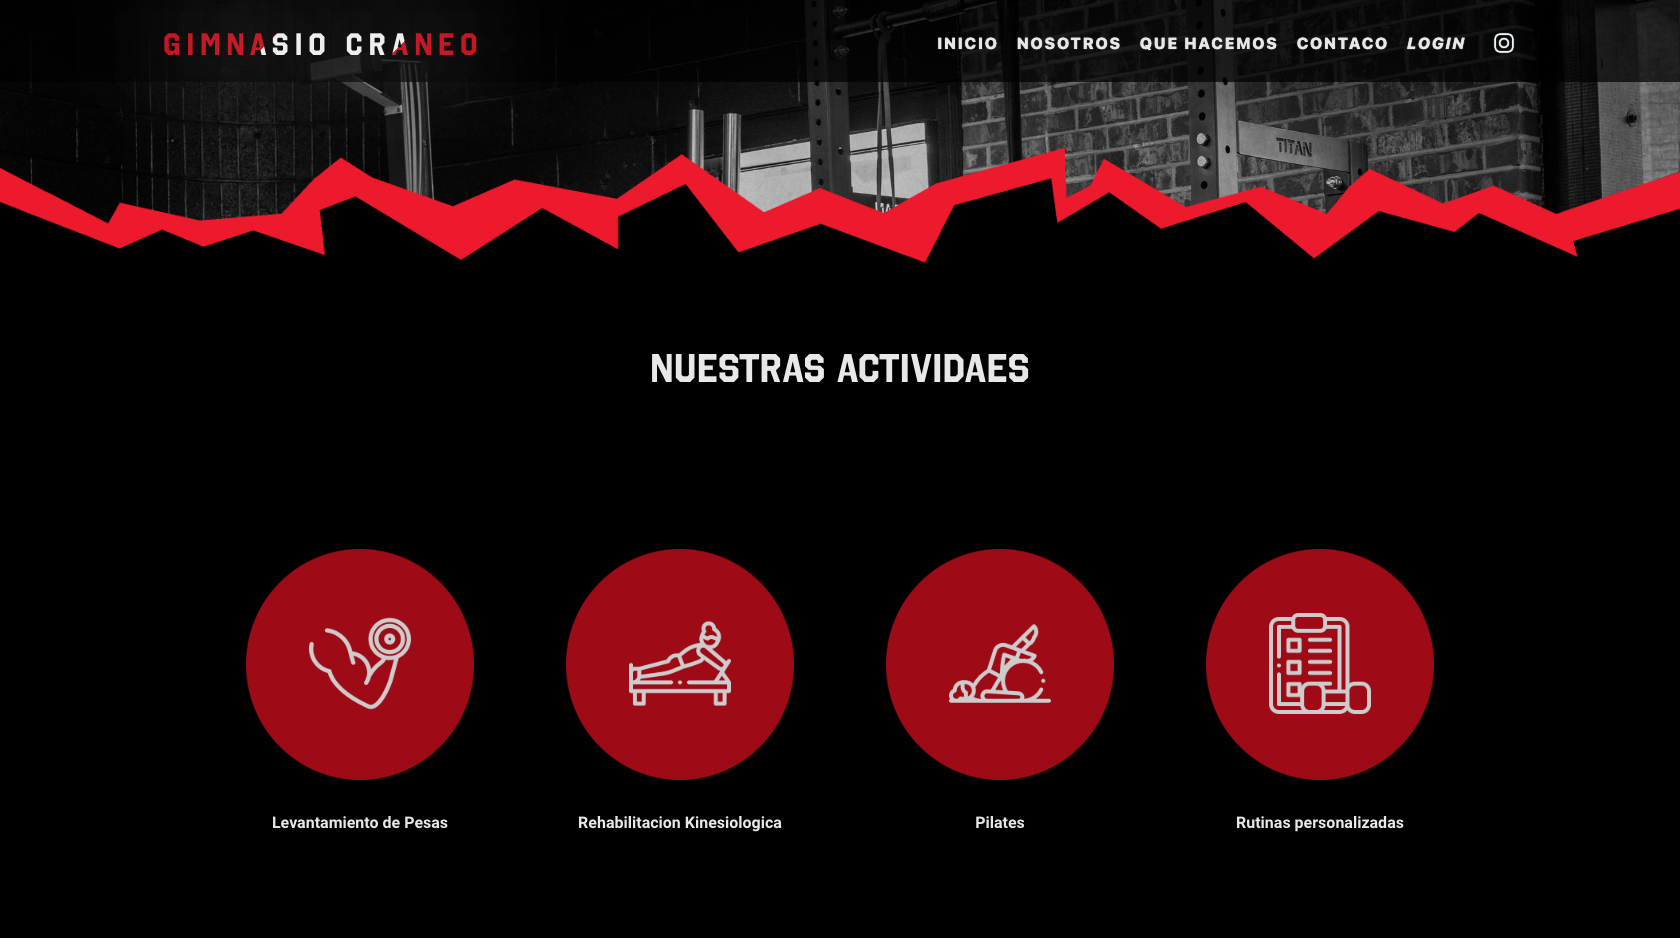 GIMNASIO CRANEO
INICIO NOSOTROS QUE HACEMOS CONTACO LOGIN
TITAN
NUESTRAS ACTIVIDAES
Levantamiento de Pesas
Rehabilitacion Kinesiologica
Pilates
Rutinas personalizadas